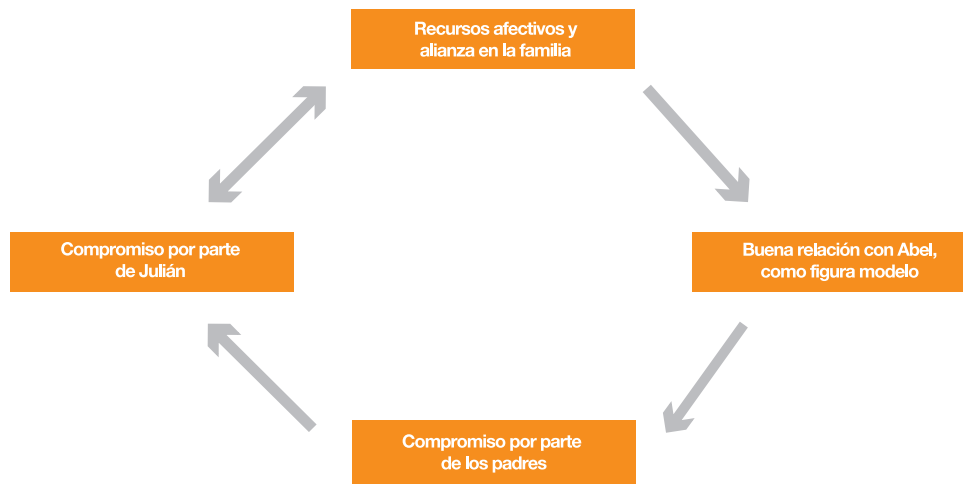 Recursos afectivos y
alianza en la familia
Compromiso por parte
de Julián
Buena relación con Abel,
como figura modelo
Compromiso por parte
de los padres